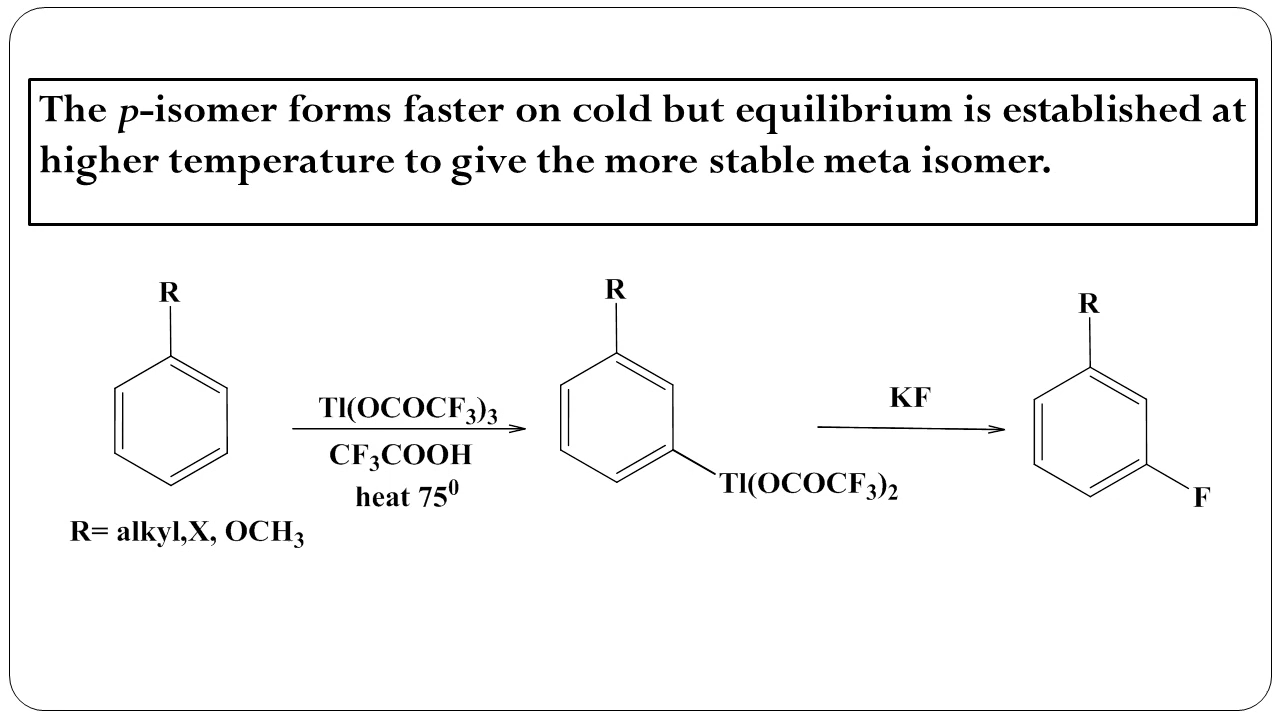 The p-isomer forms faster on cold but equilibrium is established at
higher temperature to give the more stable meta isomer.
R
R
R
Tl(OCOCF₃)₃
KF
CF₃COOH
heat 75⁰
Tl(OCOCF₃)₂
F
R= alkyl,X, OCH₃